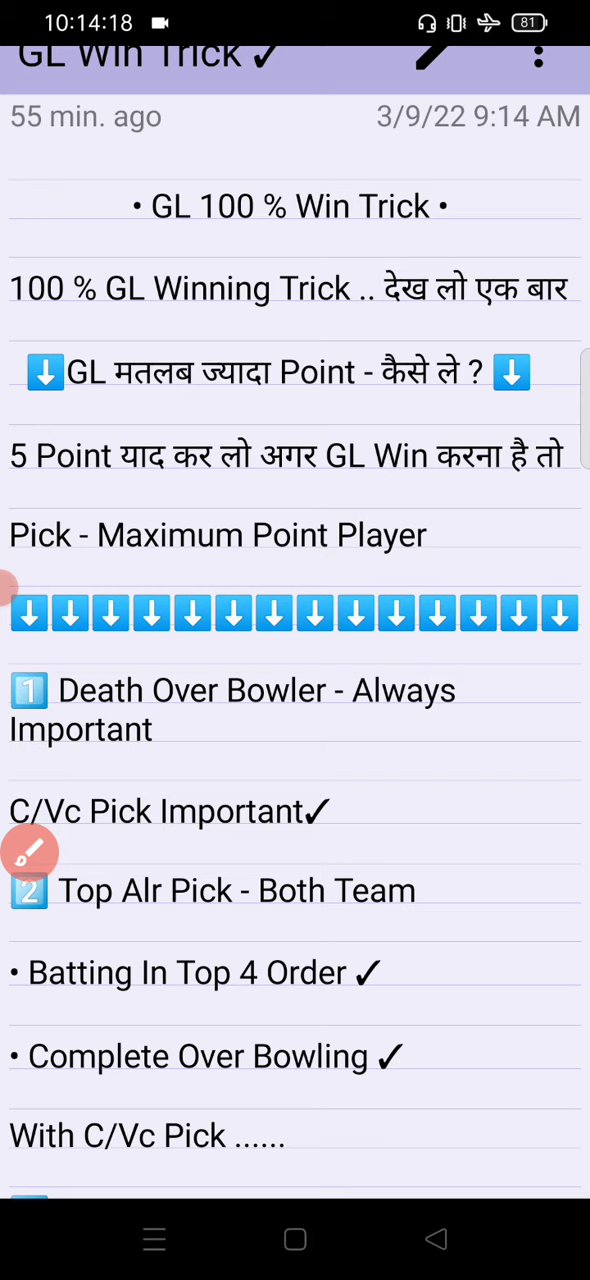 10:14:18 81
GL Win Trick ✓
55 min. ago 3/9/22 9:14 AM
• GL 100 % Win Trick •
100 % GL Winning Trick .. देख लो एक बार
⬇️GL मतलब ज्यादा Point - कैसे ले ? ⬇️
5 Point याद कर लो अगर GL Win करना है तो
Pick - Maximum Point Player
⬇️⬇️⬇️⬇️⬇️⬇️⬇️⬇️⬇️⬇️⬇️⬇️⬇️⬇️
1️⃣ Death Over Bowler - Always
Important
C/Vc Pick Important✓
2️⃣ Top Alr Pick - Both Team
• Batting In Top 4 Order ✓
• Complete Over Bowling ✓
With C/Vc Pick ......